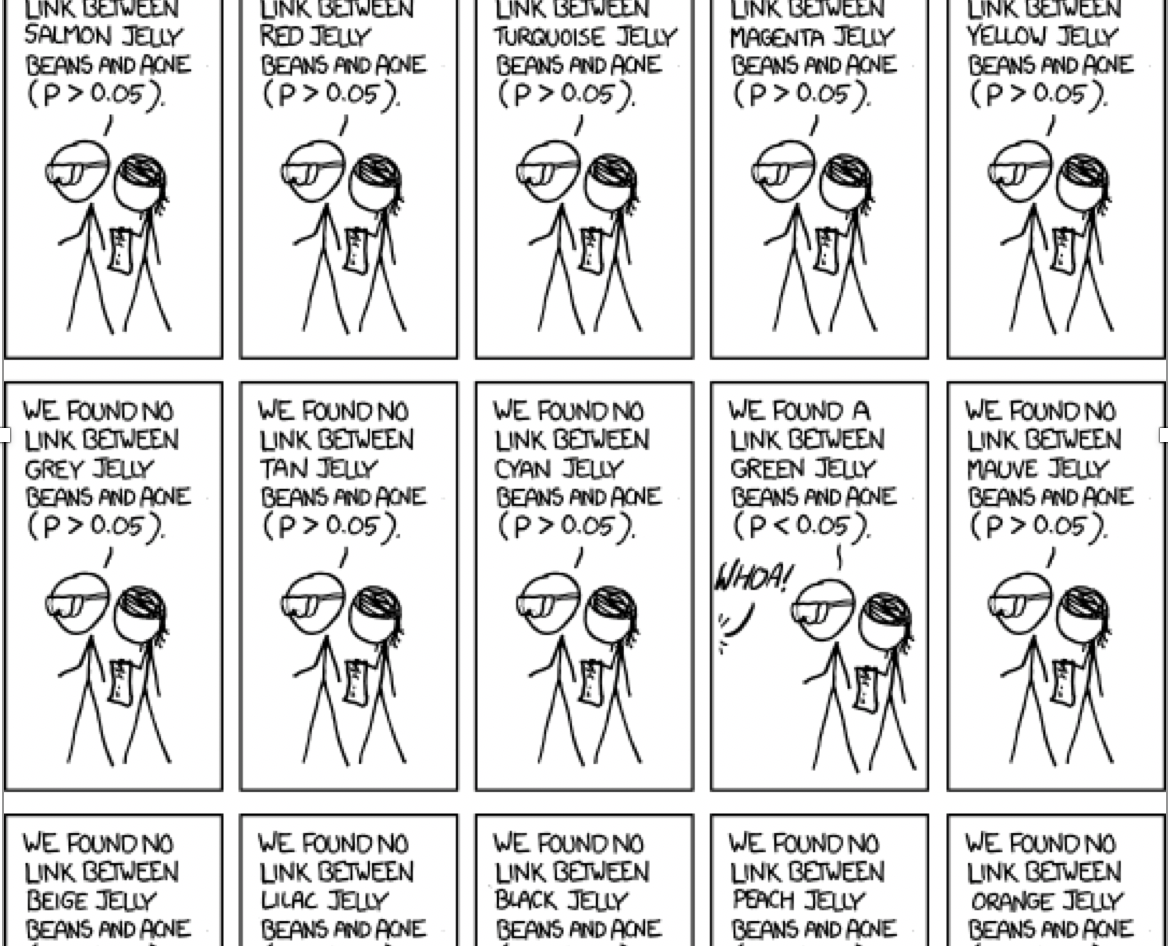 LINK BETWEEN
SALMON JELLY
BEANS AND ACNE
(P > 0.05).
LINK BETWEEN
RED JELLY
BEANS AND ACNE
(P > 0.05).
LINK BETWEEN
TURQUOISE JELLY
BEANS AND ACNE
(P > 0.05).
LINK BETWEEN
MAGENTA JELLY
BEANS AND ACNE
(P > 0.05).
LINK BETWEEN
YELLOW JELLY
BEANS AND ACNE
(P > 0.05).
WE FOUND NO
LINK BETWEEN
GREY JELLY
BEANS AND ACNE
(P > 0.05).
WE FOUND NO
LINK BETWEEN
TAN JELLY
BEANS AND ACNE
(P > 0.05).
WE FOUND NO
LINK BETWEEN
CYAN JELLY
BEANS AND ACNE
(P > 0.05).
WE FOUND A
LINK BETWEEN
GREEN JELLY
BEANS AND ACNE
(P < 0.05).
WHOA!
WE FOUND NO
LINK BETWEEN
MAUVE JELLY
BEANS AND ACNE
(P > 0.05).
WE FOUND NO
LINK BETWEEN
BEIGE JELLY
BEANS AND ACNE
WE FOUND NO
LINK BETWEEN
LILAC JELLY
BEANS AND ACNE
WE FOUND NO
LINK BETWEEN
BLACK JELLY
BEANS AND ACNE
WE FOUND NO
LINK BETWEEN
PEACH JELLY
BEANS AND ACNE
WE FOUND NO
LINK BETWEEN
ORANGE JELLY
BEANS AND ACNE